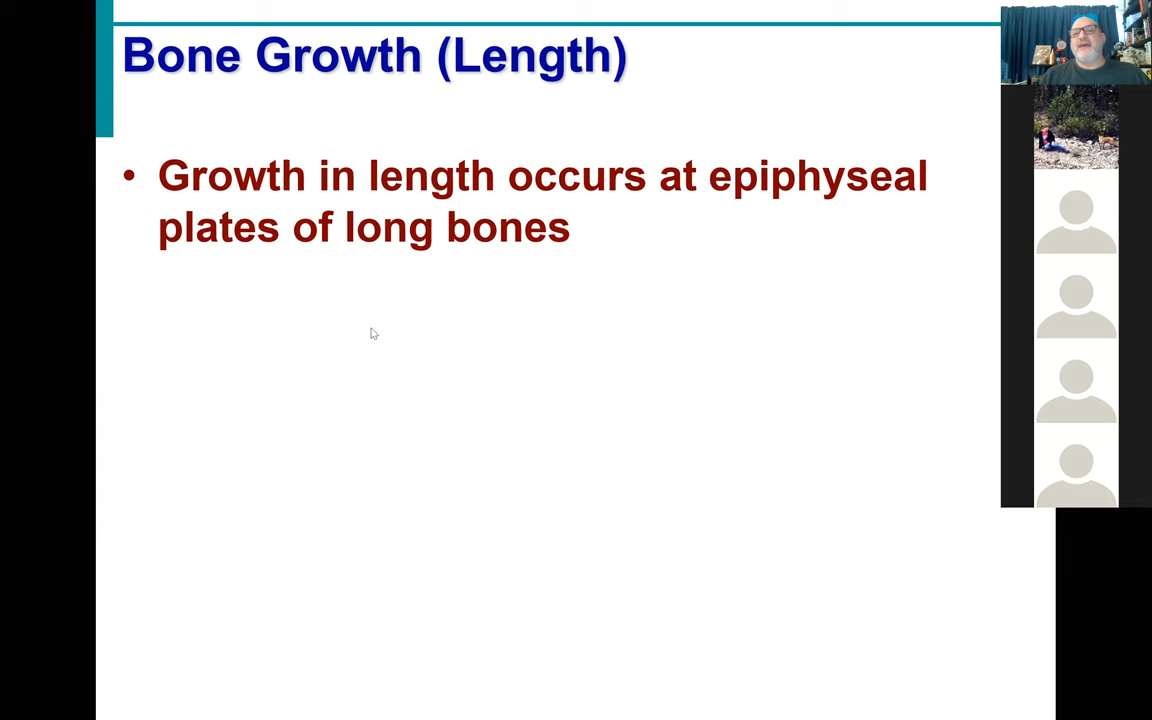 Bone Growth (Length)
• Growth in length occurs at epiphyseal
plates of long bones